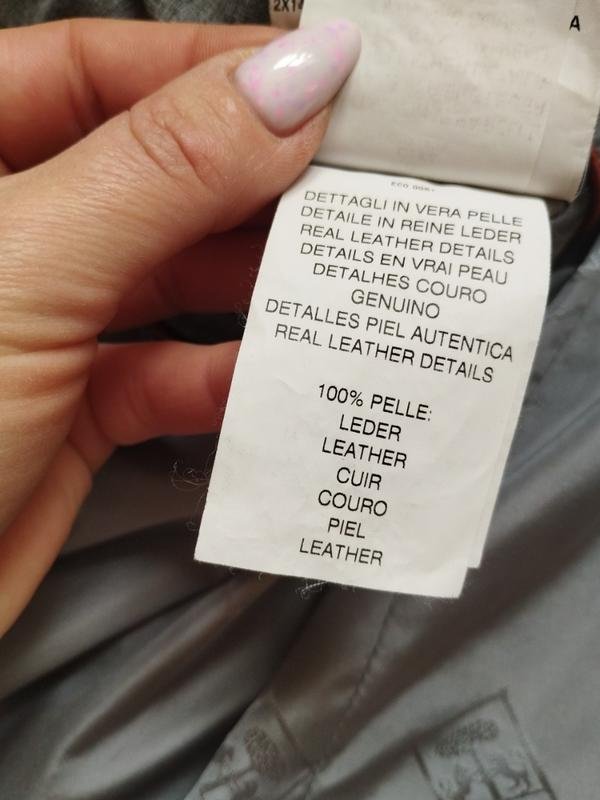 A
DETTAGLI IN VERA PELLE
DETAILE IN REINE LEDER
REAL LEATHER DETAILS
DETAILS EN VRAI PEAU
DETALHES COURO
GENUINO
DETALLES PIEL AUTENTICA
REAL LEATHER DETAILS
100% PELLE:
LEDER
LEATHER
CUIR
COURO
PIEL
LEATHER